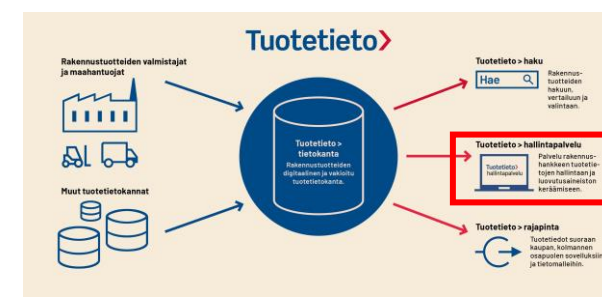 Tuotetieto>
Rakennustuotteiden valmistajat
ja maahantuojat
Muut tuotetietokannat
Tuotetieto >
tietokanta
Rakennustuotteiden
digitaalinen ja vakioitu
tuotetietokanta.
Tuotetieto > haku
Hae
Rakennus-
tuotteiden
hakuun,
vertailuun ja
valintaan.
Tuotetieto > hallintapalvelu
Tuotetieto>
hallintapalvelu
Palvelu rakennus-
hankkeen tuotetie-
tojen hallintaan ja
luovutusaineiston
keräämiseen.
Tuotetieto > rajapinta
Tuotetiedot suoraan
kaupan, kolmannen
osapuolen sovelluksiin
ja tietomalleihin.